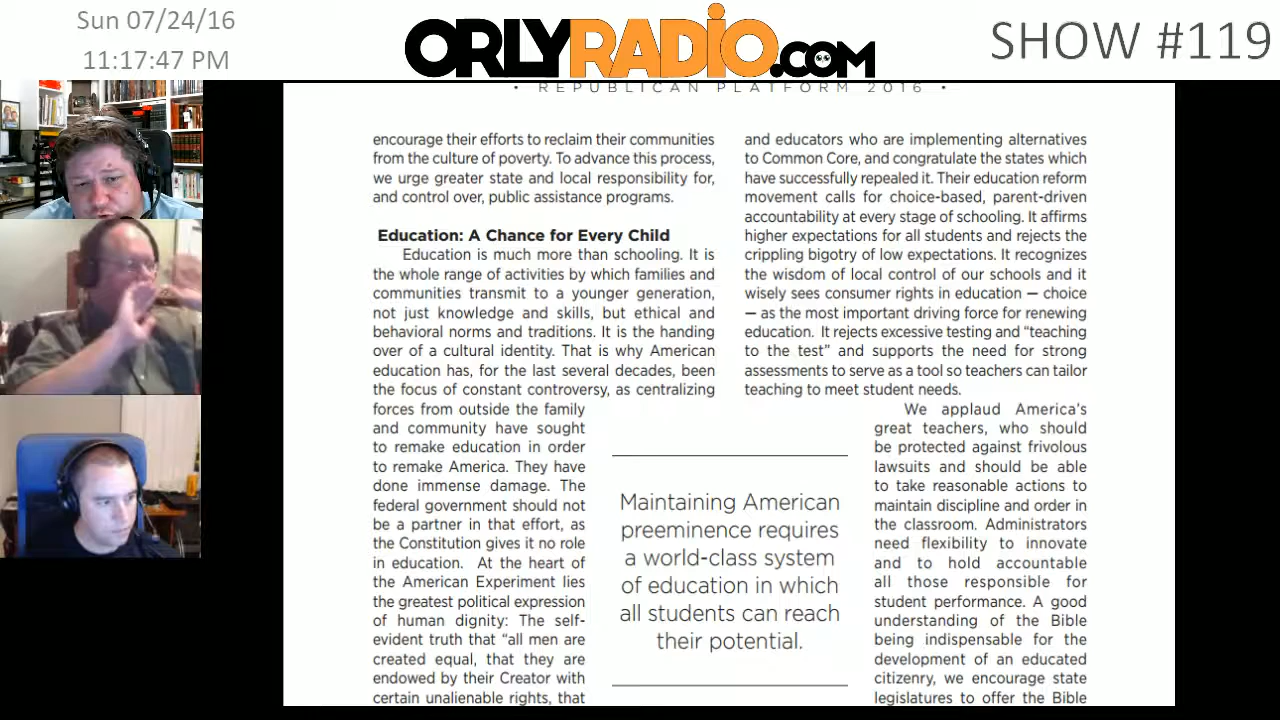 Sun 07/24/16
11:17:47 PM
ORLYRADiO.COM
SHOW #119
• REPUBLICAN PLATFORM 2016 •
encourage their efforts to reclaim their communities
from the culture of poverty. To advance this process,
we urge greater state and local responsibility for,
and control over, public assistance programs.
Education: A Chance for Every Child
Education is much more than schooling. It is
the whole range of activities by which families and
communities transmit to a younger generation,
not just knowledge and skills, but ethical and
behavioral norms and traditions. It is the handing
over of a cultural identity. That is why American
education has, for the last several decades, been
the focus of constant controversy, as centralizing
forces from outside the family
and community have sought
to remake education in order
to remake America. They have
done immense damage. The
federal government should not
be a partner in that effort, as
the Constitution gives it no role
in education. At the heart of
the American Experiment lies
the greatest political expression
of human dignity: The self-
evident truth that “all men are
created equal, that they are
endowed by their Creator with
certain unalienable rights, that
Maintaining American
preeminence requires
a world-class system
of education in which
all students can reach
their potential.
and educators who are implementing alternatives
to Common Core, and congratulate the states which
have successfully repealed it. Their education reform
movement calls for choice-based, parent-driven
accountability at every stage of schooling. It affirms
higher expectations for all students and rejects the
crippling bigotry of low expectations. It recognizes
the wisdom of local control of our schools and it
wisely sees consumer rights in education — choice
— as the most important driving force for renewing
education. It rejects excessive testing and “teaching
to the test” and supports the need for strong
assessments to serve as a tool so teachers can tailor
teaching to meet student needs.
We applaud America’s
great teachers, who should
be protected against frivolous
lawsuits and should be able
to take reasonable actions to
maintain discipline and order in
the classroom. Administrators
need flexibility to innovate
and to hold accountable
all those responsible for
student performance. A good
understanding of the Bible
being indispensable for the
development of an educated
citizenry, we encourage state
legislatures to offer the Bible